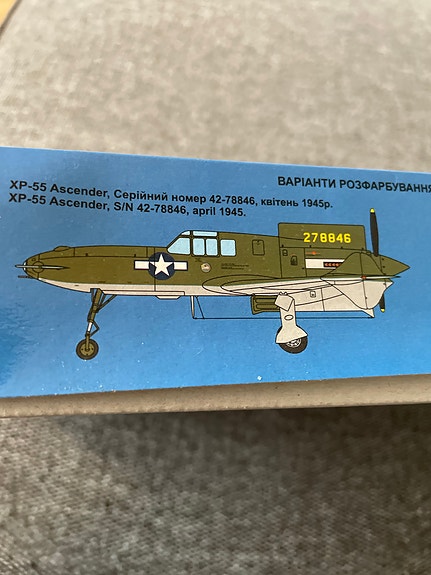 ВАРІАНТИ РОЗФАРБУВАННЯ
XP-55 Ascender, Серійний номер 42-78846, квітень 1945р.
XP-55 Ascender, S/N 42-78846, april 1945.
278846